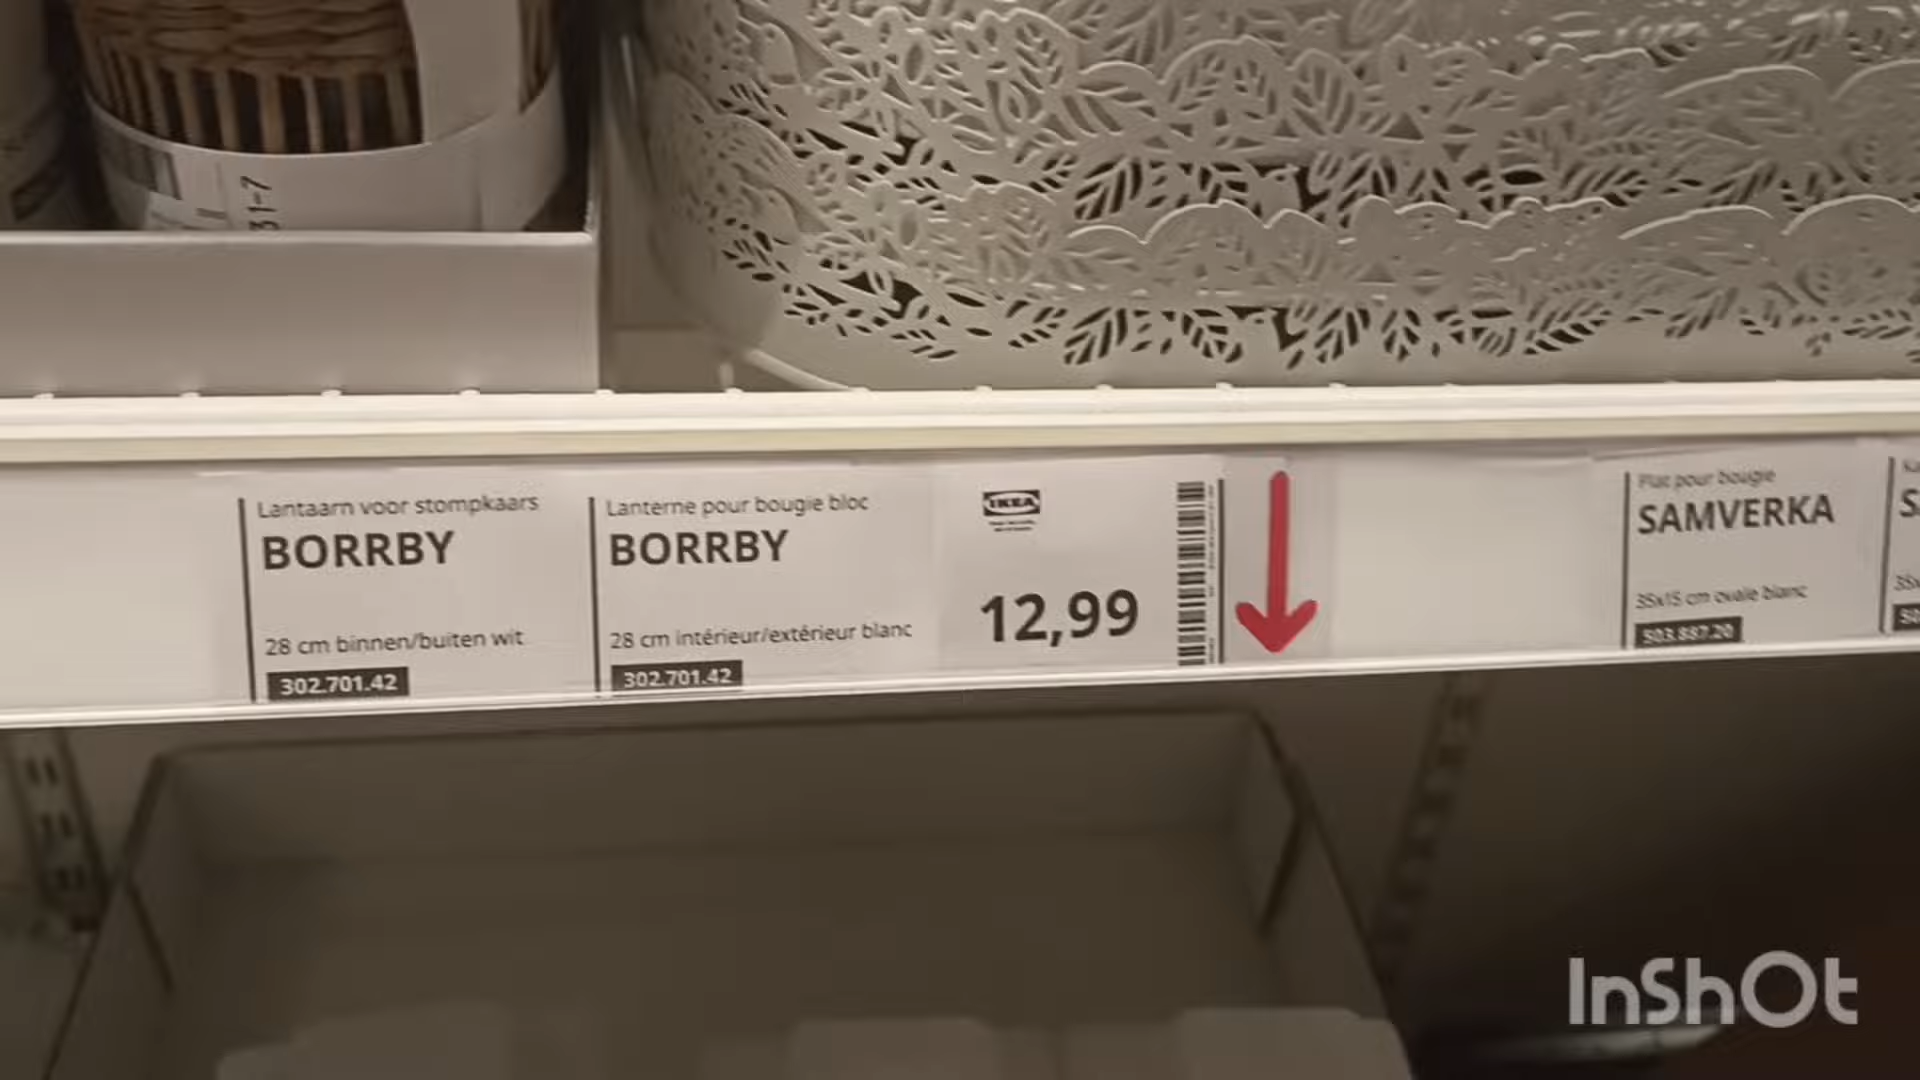 31-7
Lantaarn voor stompkaars
BORRBY
28 cm binnen/buiten wit
302.701.42
Lanterne pour bougie bloc
BORRBY
28 cm intérieur/extérieur blanc
302.701.42
IKEA
12,99
Plat pour bougie
SAMVERKA
35x15 cm ovale blanc
503.887.20
InShOt